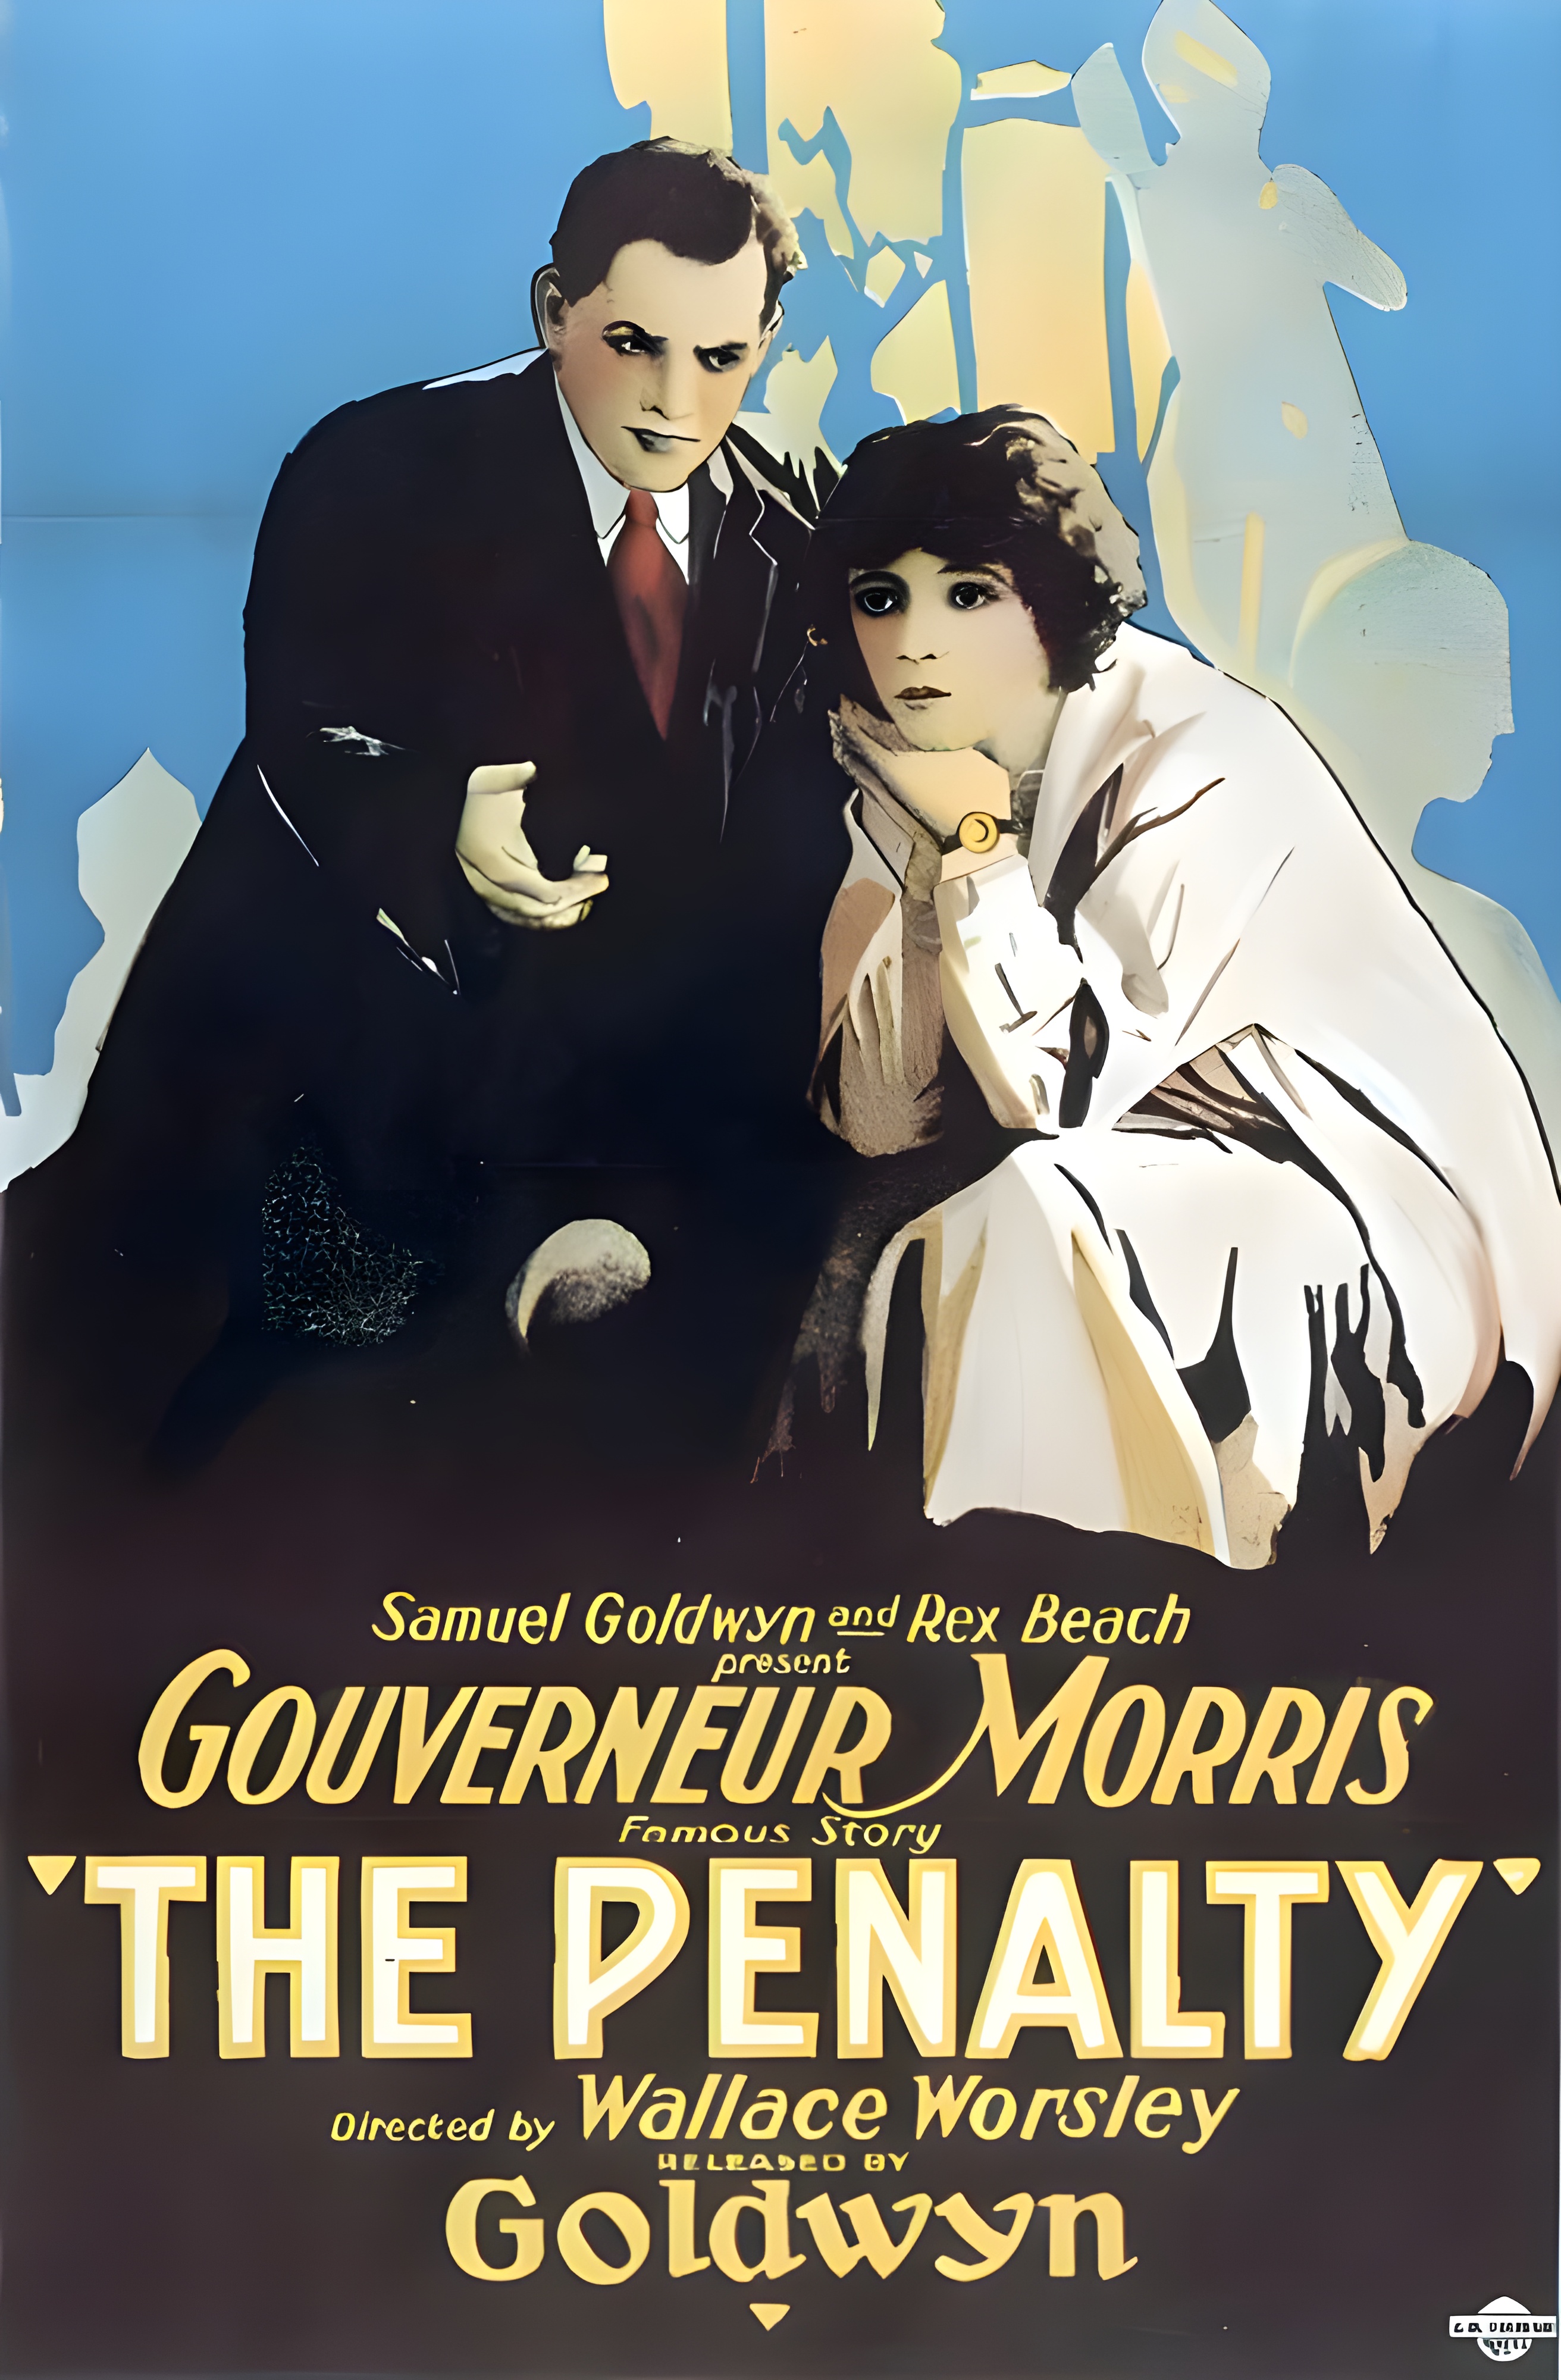 Samuel Goldwyn and Rex Beach
present
GOUVERNEUR MORRIS
Famous Story
"THE PENALTY"
Directed by Wallace Worsley
RELEASED BY
Goldwyn